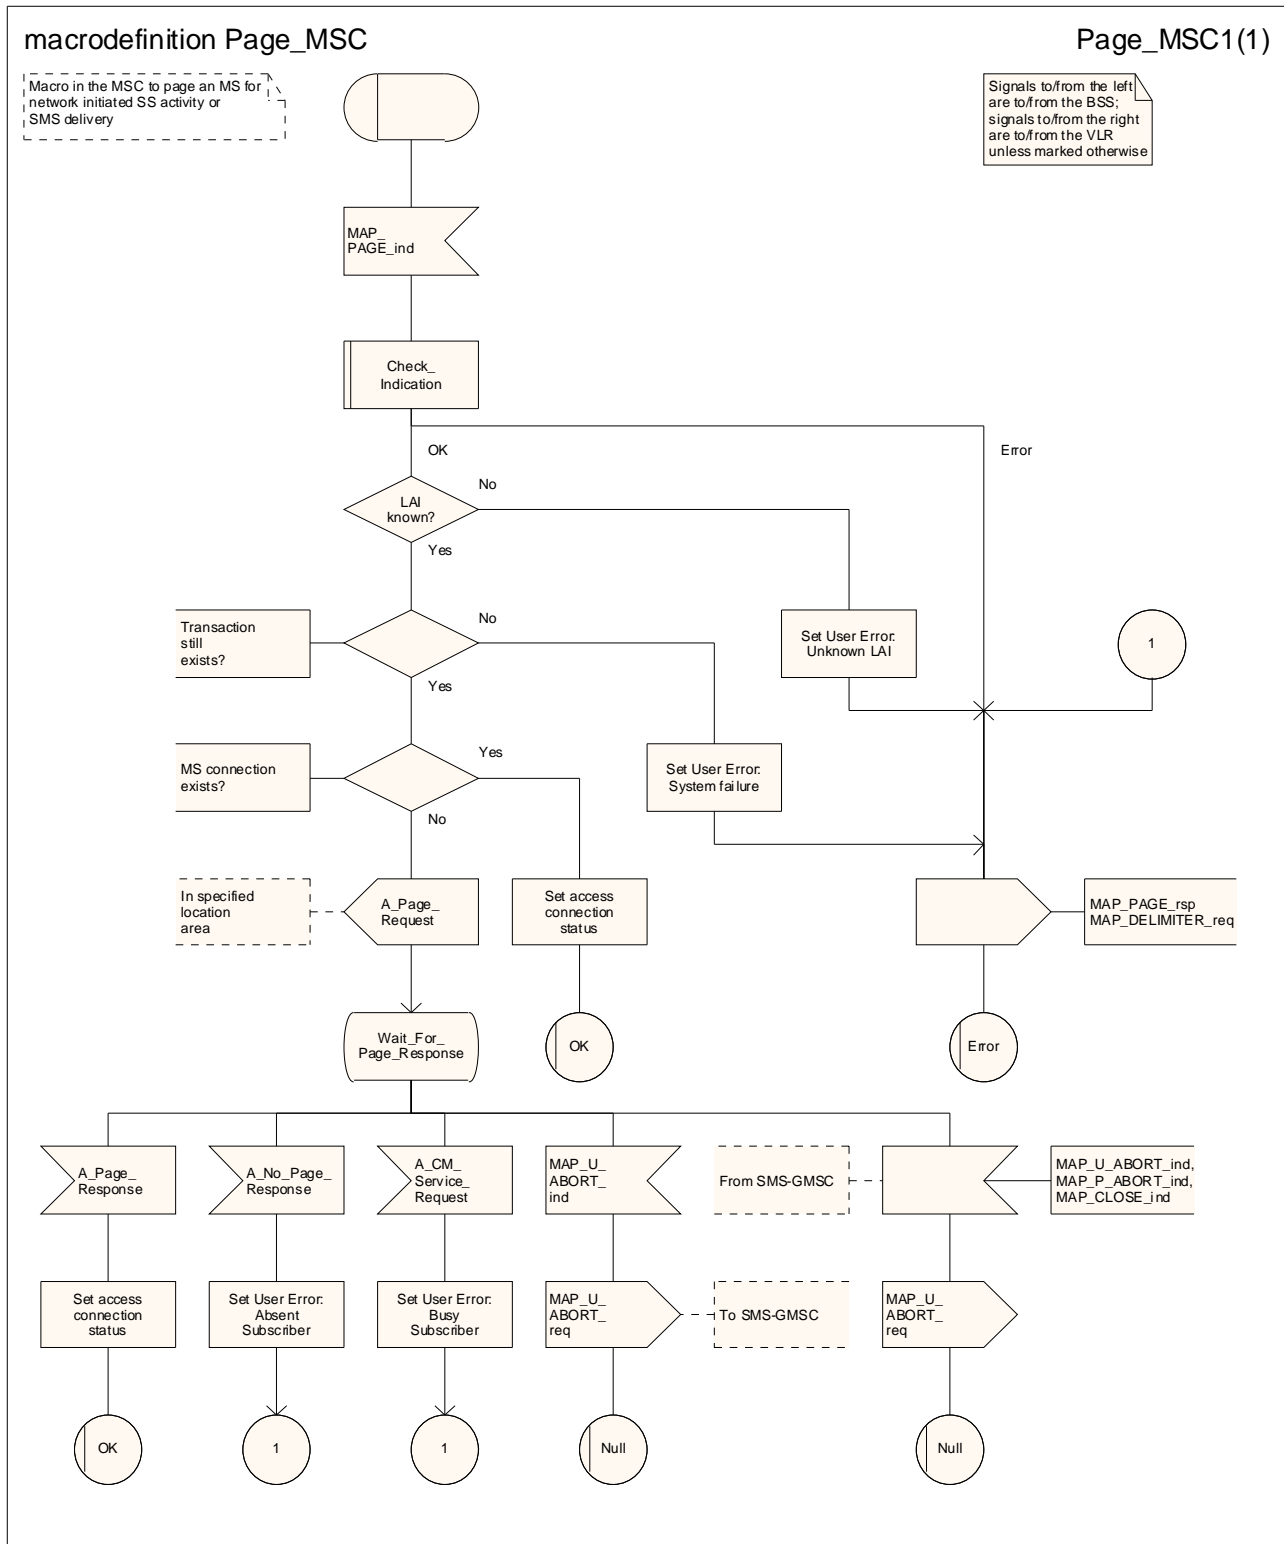 macrodefinition Page_MSC
Page_MSC1(1)
Macro in the MSC to page an MS for
network initiated SS activity or
SMS delivery
Signals to/from the left
are to/from the BSS;
signals to/from the right
are to/from the VLR
unless marked otherwise
MAP_
PAGE_ind
Check_
Indication
OK
Error
No
LAI
known?
Yes
Transaction
still
exists?
No
Set User Error:
Unknown LAI
1
Yes
MS connection
exists?
Yes
Set User Error:
System failure
No
In specified
location
area
A_Page_
Request
Set access
connection
status
MAP_PAGE_rsp
MAP_DELIMITER_req
Wait_For_
Page_Response
OK
Error
A_Page_
Response
A_No_Page_
Response
A_CM_
Service_
Request
MAP_U_
ABORT_
ind
From SMS-GMSC
MAP_U_ABORT_ind,
MAP_P_ABORT_ind,
MAP_CLOSE_ind
Set access
connection
status
Set User Error:
Absent
Subscriber
Set User Error:
Busy
Subscriber
MAP_U_
ABORT_
req
To SMS-GMSC
MAP_U_
ABORT_
req
OK
1
1
Null
Null